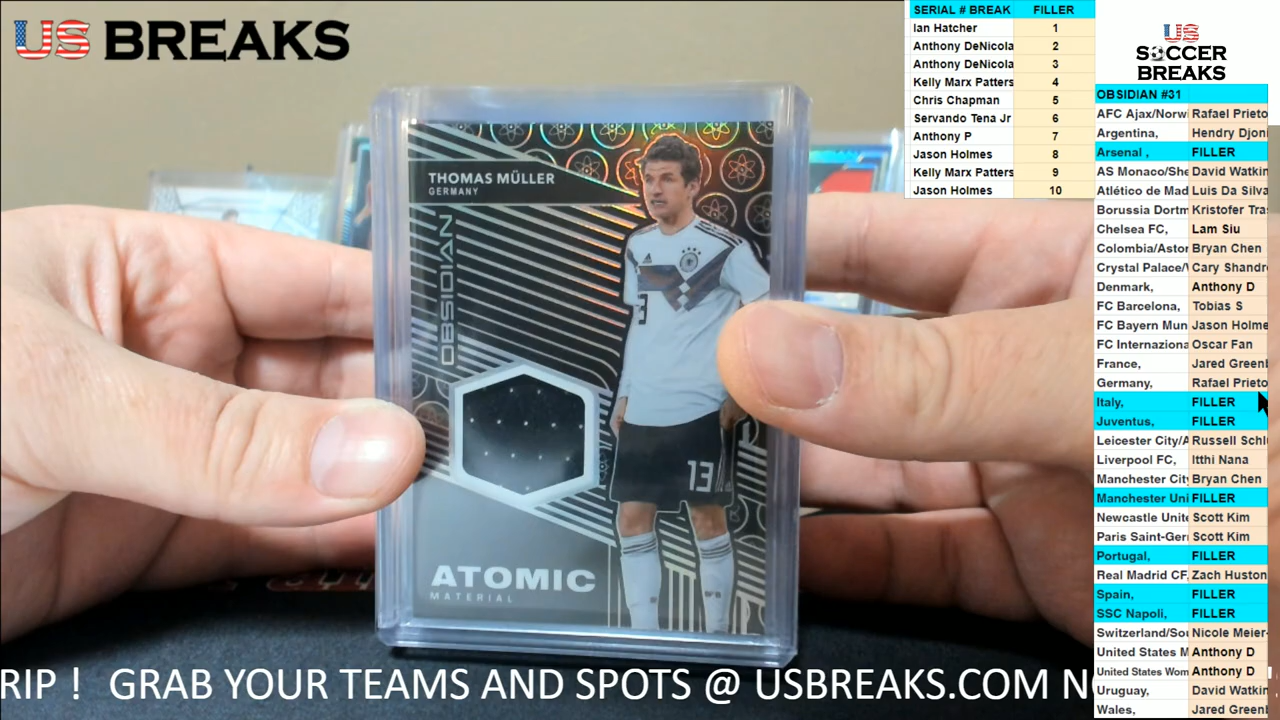 US BREAKS
SERIAL # BREAK FILLER
Ian Hatcher 1
Anthony DeNicola 2
Anthony DeNicola 3
Kelly Marx Patters 4
Chris Chapman 5
Servando Tena Jr 6
Anthony P 7
Jason Holmes 8
Kelly Marx Patters 9
Jason Holmes 10
US
SOCCER
BREAKS
OBSIDIAN #31
AFC Ajax/Norwi Rafael Prieto
Argentina, Hendry Djoni
Arsenal , FILLER
AS Monaco/She David Watkin
Atlético de Mad Luis Da Silva
Borussia Dortm Kristofer Tra
Chelsea FC, Lam Siu
Colombia/Aston Bryan Chen
Crystal Palace/ Cary Shandr
Denmark, Anthony D
FC Barcelona, Tobias S
FC Bayern Mun Jason Holme
FC Internaziona Oscar Fan
France, Jared Green
Germany, Rafael Prieto
Italy, FILLER
Juventus, FILLER
Leicester City/A Russell Schl
Liverpool FC, Itthi Nana
Manchester City Bryan Chen
Manchester Uni FILLER
Newcastle Unite Scott Kim
Paris Saint-Ger Scott Kim
Portugal, FILLER
Real Madrid CF, Zach Huston
Spain, FILLER
SSC Napoli, FILLER
Switzerland/Sou Nicole Meier-
United States M Anthony D
United States Wom Anthony D
Uruguay, David Watkin
Wales, Jared Green
THOMAS MÜLLER
GERMANY
OBSIDIAN
13
13
ATOMIC
MATERIAL
RIP ! GRAB YOUR TEAMS AND SPOTS @ USBREAKS.COM N